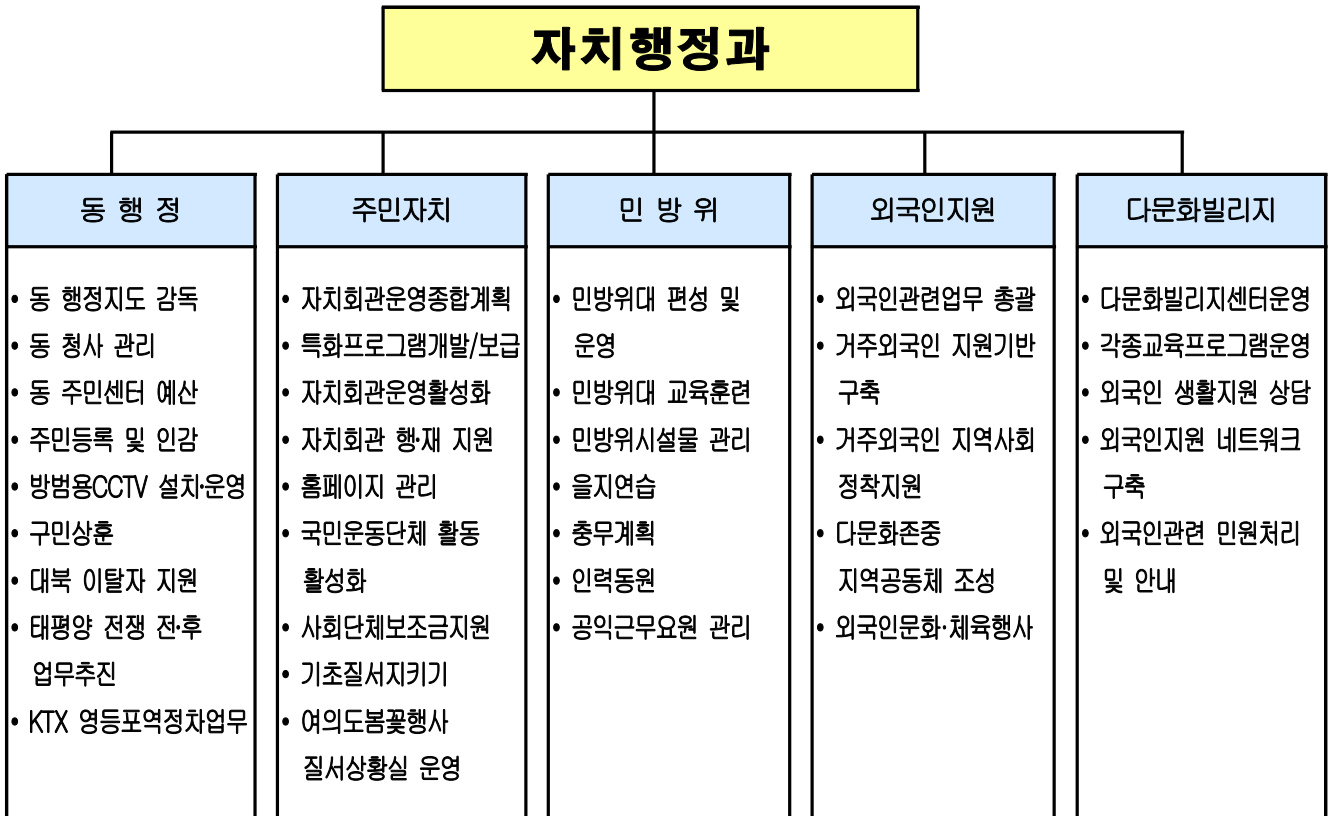 자치행정과
동 행 정
• 동 행정지도 감독
• 동 청사 관리
• 동 주민센터 예산
• 주민등록 및 인감
• 방범용CCTV 설치·운영
• 구민상훈
• 대북 이탈자 지원
• 태평양 전쟁 전·후
업무추진
• KTX 영등포역정차업무
주민자치
• 자치회관운영종합계획
• 특화프로그램개발/보급
• 자치회관운영활성화
• 자치회관 행·재 지원
• 홈페이지 관리
• 국민운동단체 활동
활성화
• 사회단체보조금지원
• 기초질서지키기
• 여의도봄꽃행사
질서상황실 운영
민 방 위
• 민방위대 편성 및
운영
• 민방위대 교육훈련
• 민방위시설물 관리
• 을지연습
• 충무계획
• 인력동원
• 공익근무요원 관리
외국인지원
• 외국인관련업무 총괄
• 거주외국인 지원기반
구축
• 거주외국인 지역사회
정착지원
• 다문화존중
지역공동체 조성
• 외국인문화·체육행사
다문화빌리지
• 다문화빌리지센터운영
• 각종교육프로그램운영
• 외국인 생활지원 상담
• 외국인지원 네트워크
구축
• 외국인관련 민원처리
및 안내